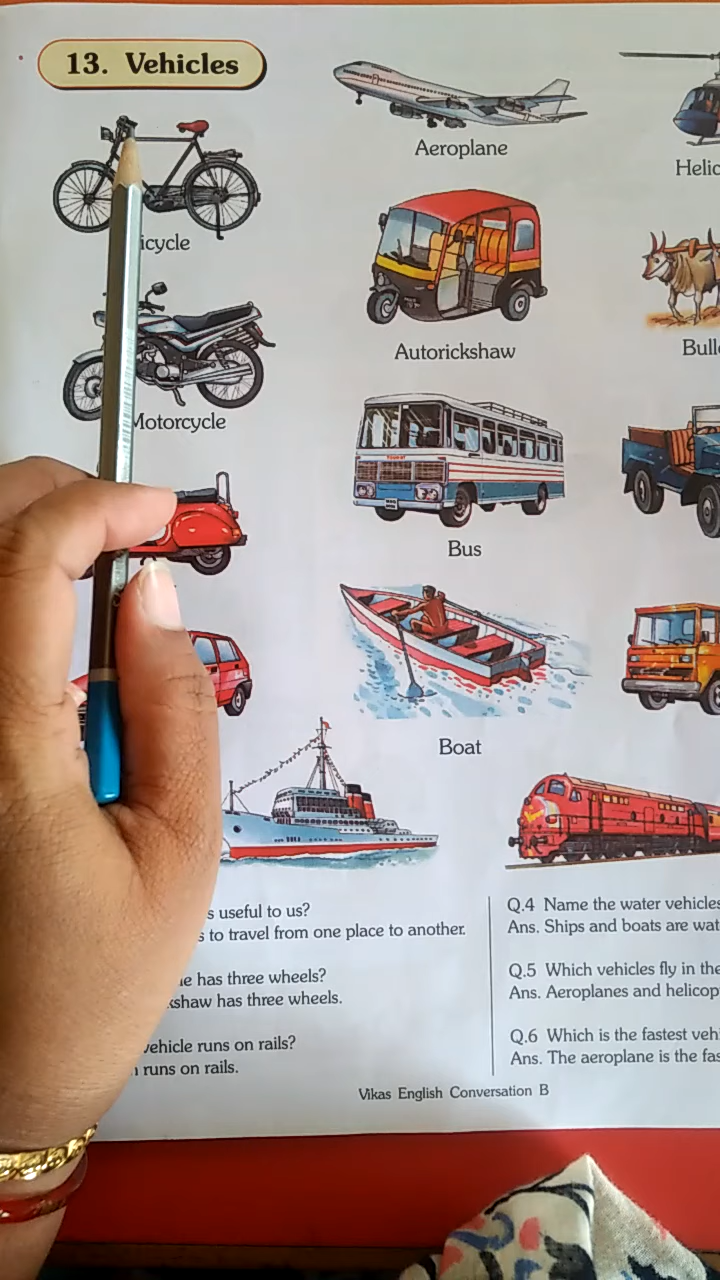 13. Vehicles
Aeroplane
Helic
icycle
Autorickshaw
Bull
Motorcycle
Bus
Boat
s useful to us?
s to travel from one place to another.
e has three wheels?
kshaw has three wheels.
vehicle runs on rails?
runs on rails.
Q.4 Name the water vehicles
Ans. Ships and boats are wat
Q.5 Which vehicles fly in the
Ans. Aeroplanes and helicop
Q.6 Which is the fastest veh
Ans. The aeroplane is the fas
Vikas English Conversation B